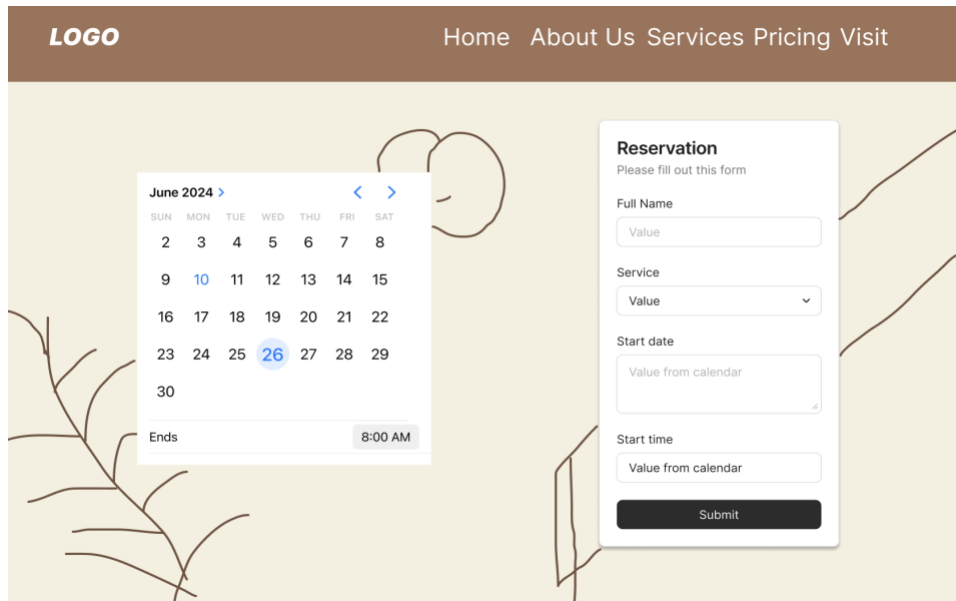 LOGO
Home About Us Services Pricing Visit
June 2024 >
< >
SUN MON TUE WED THU FRI SAT
2 3 4 5 6 7 8
9 10 11 12 13 14 15
16 17 18 19 20 21 22
23 24 25 26 27 28 29
30
Ends 8:00 AM
Reservation
Please fill out this form
Full Name
Value
Service
Value
Start date
Value from calendar
Start time
Value from calendar
Submit